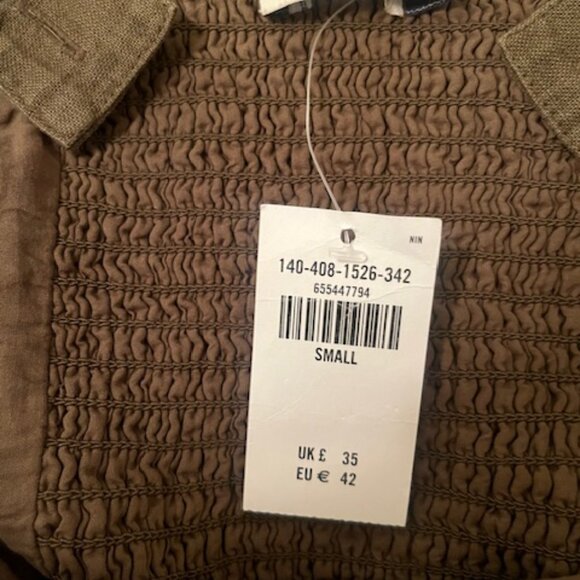 NIN
140-408-1526-342
655447794
SMALL
UK £ 35
EU € 42